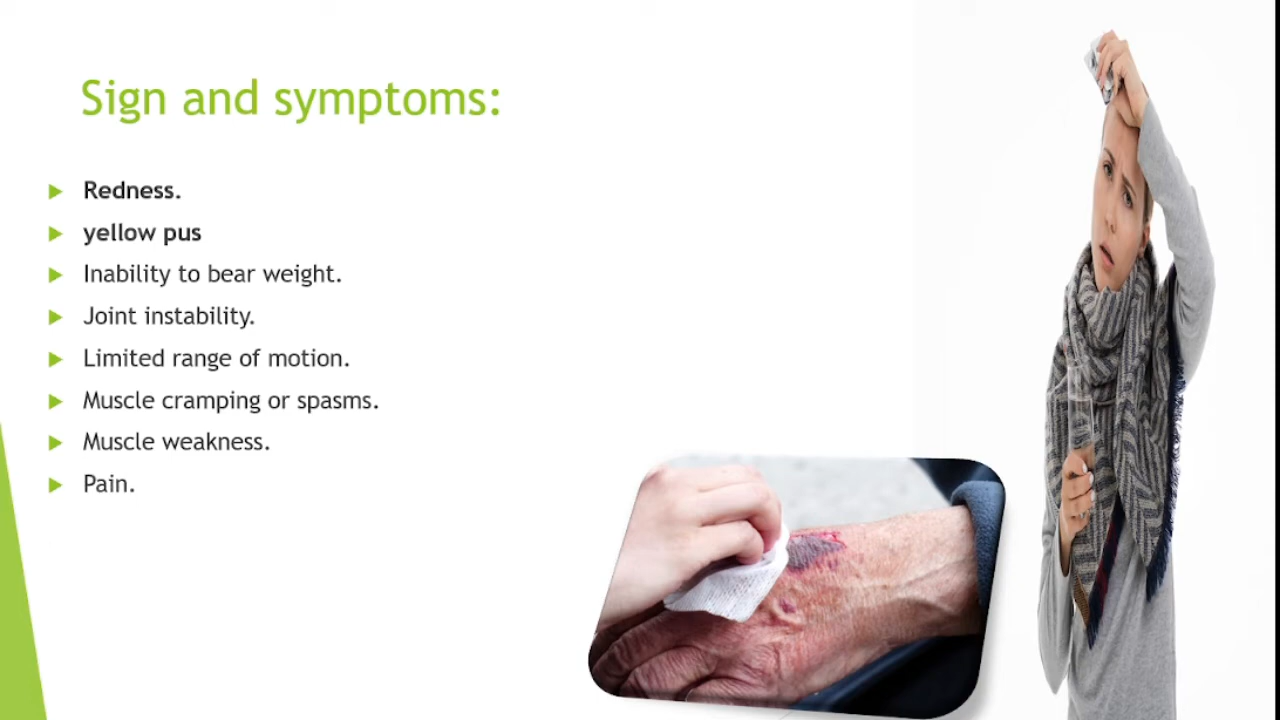 Sign and symptoms:
Redness.
yellow pus
Inability to bear weight.
Joint instability.
Limited range of motion.
Muscle cramping or spasms.
Muscle weakness.
Pain.